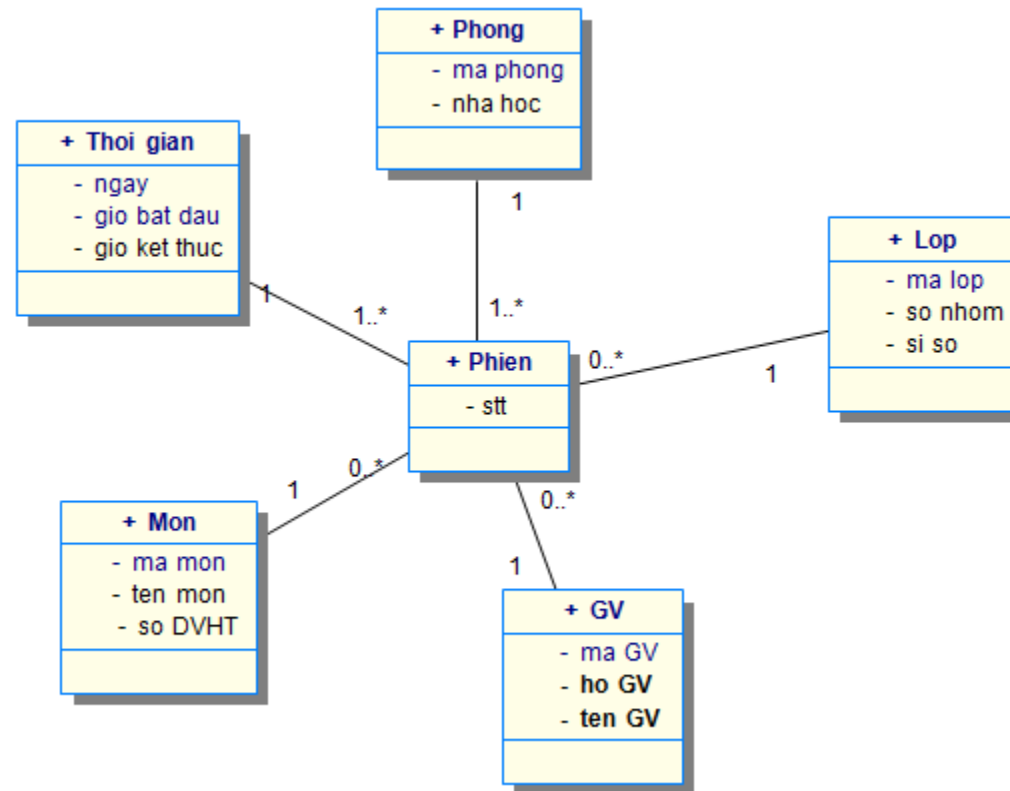 + Phong
- ma phong
- nha hoc
+ Thoi gian
- ngay
- gio bat dau
- gio ket thuc
1
1..*
1
1..*
+ Lop
- ma lop
- so nhom
- si so
+ Phien
- stt
0..*
1
0..*
1
0..*
1
+ Mon
- ma mon
- ten mon
- so DVHT
+ GV
- ma GV
- ho GV
- ten GV